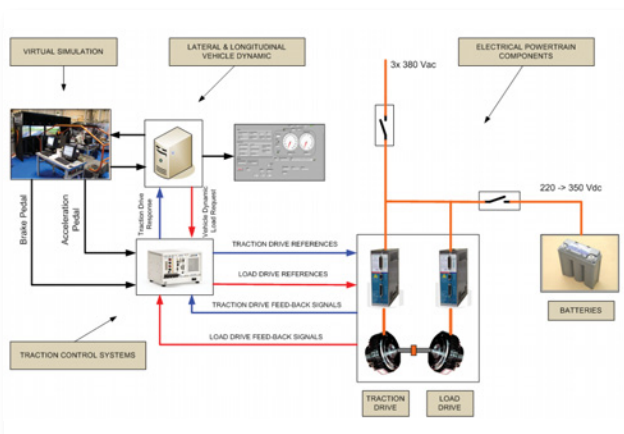 VIRTUAL SIMULATION
LATERAL & LONGITUDINAL
VEHICLE DYNAMIC
ELECTRICAL POWERTRAIN
COMPONENTS
3x 380 Vac
220 -> 350 Vdc
Brake Pedal
Acceleration
Pedal
Traction Drive
Response
Vehicle Dynamic
Load Request
TRACTION DRIVE REFERENCES
LOAD DRIVE REFERENCES
TRACTION DRIVE FEED-BACK SIGNALS
LOAD DRIVE FEED-BACK SIGNALS
BATTERIES
TRACTION CONTROL SYSTEMS
TRACTION
DRIVE
LOAD
DRIVE